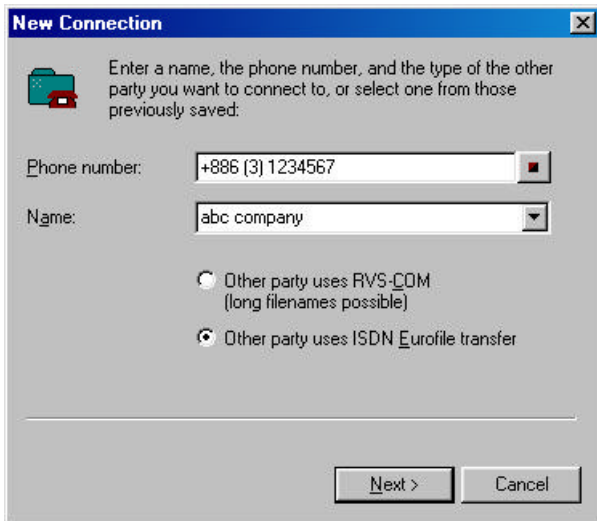 New Connection
Enter a name, the phone number, and the type of the other
party you want to connect to, or select one from those
previously saved:
Phone number:
+886 (3) 1234567
Name:
abc company
Other party uses RVS-COM
(long filenames possible)
Other party uses ISDN Eurofile transfer
Next >
Cancel